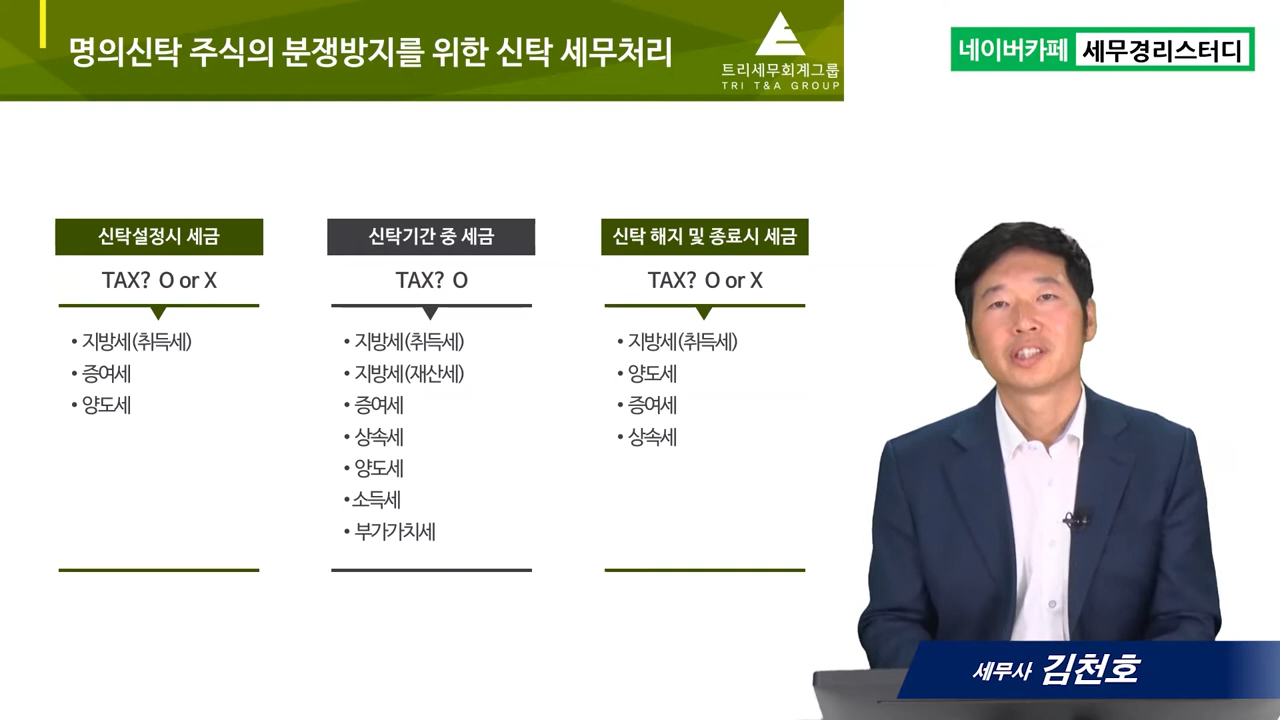 명의신탁 주식의 분쟁방지를 위한 신탁 세무처리
트리세무회계그룹
TRI T&A GROUP
네이버카페 세무경리스터디
신탁설정시 세금
TAX? O or X
• 지방세(취득세)
• 증여세
• 양도세
신탁기간 중 세금
TAX? O
• 지방세(취득세)
• 지방세(재산세)
• 증여세
• 상속세
• 양도세
• 소득세
• 부가가치세
신탁 해지 및 종료시 세금
TAX? O or X
• 지방세(취득세)
• 양도세
• 증여세
• 상속세
세무사 김천호